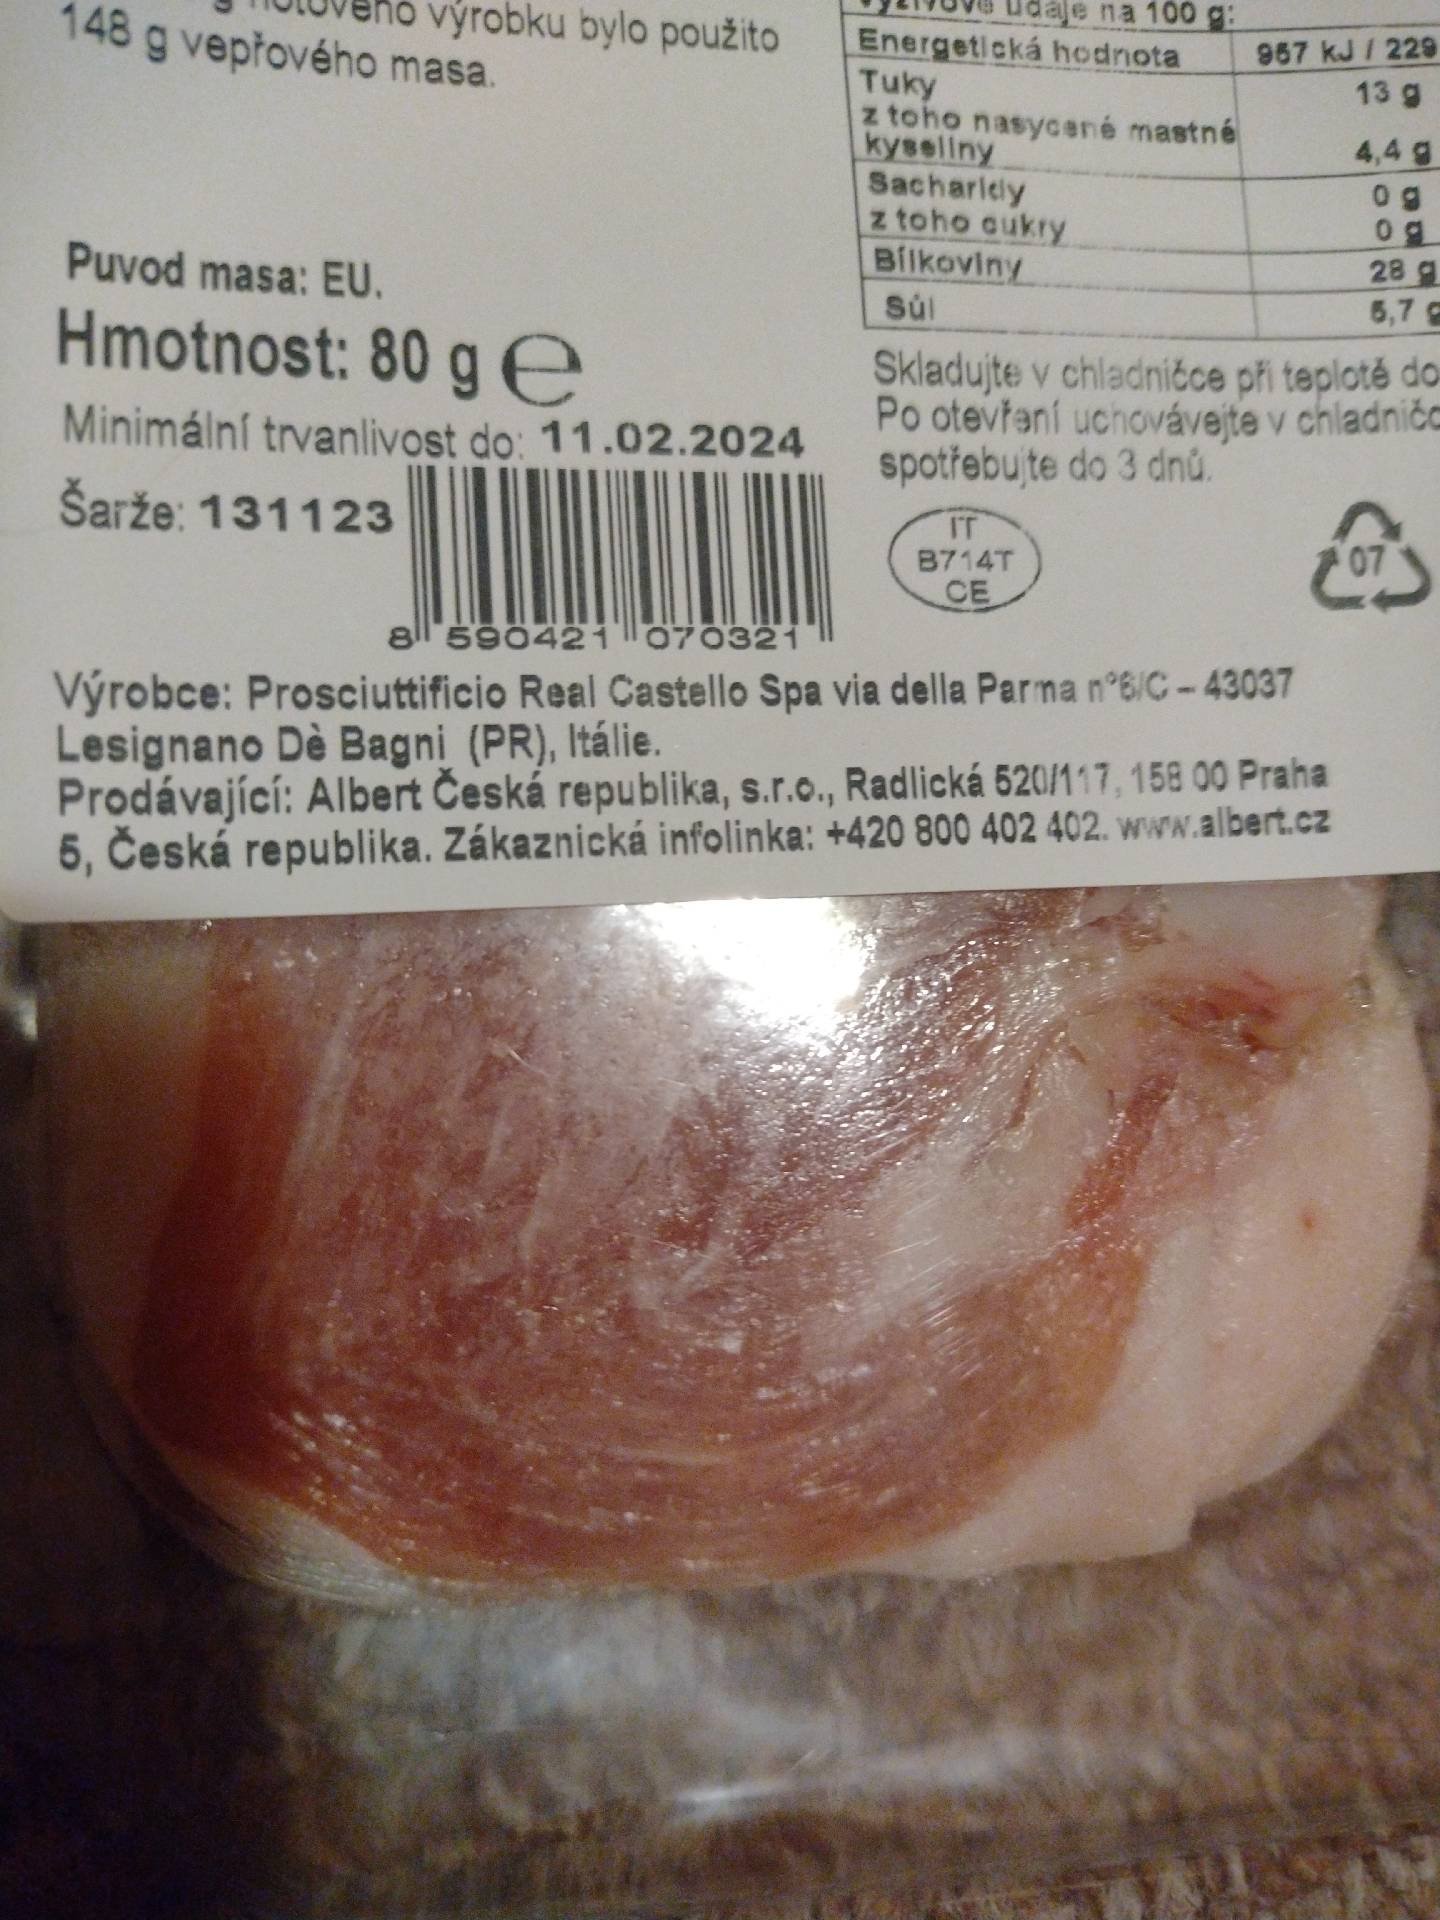 hotového výrobku bylo použito
148 g vepřového masa.
Puvod masa: EU.
Hmotnost: 80 g e
Minimální trvanlivost do: 11.02.2024
Šarže: 131123
8 590421 070321
údaje na 100 g:
Energetická hodnota 957 kJ / 229
Tuky 13 g
z toho nasycené mastné
kyseliny 4,4 g
Sacharidy 0 g
z toho cukry 0 g
Bílkoviny 28 g
Sůl 5,7 g
Skladujte v chladničce při teplotě do
Po otevření uchovávejte v chladničc
spotřebujte do 3 dnů.
IT
B714T
CE
07
Výrobce: Prosciuttificio Real Castello Spa via della Parma n°6/C – 43037
Lesignano Dè Bagni (PR), Itálie.
Prodávající: Albert Česká republika, s.r.o., Radlická 520/117, 158 00 Praha
5, Česká republika. Zákaznická infolinka: +420 800 402 402. www.albert.cz